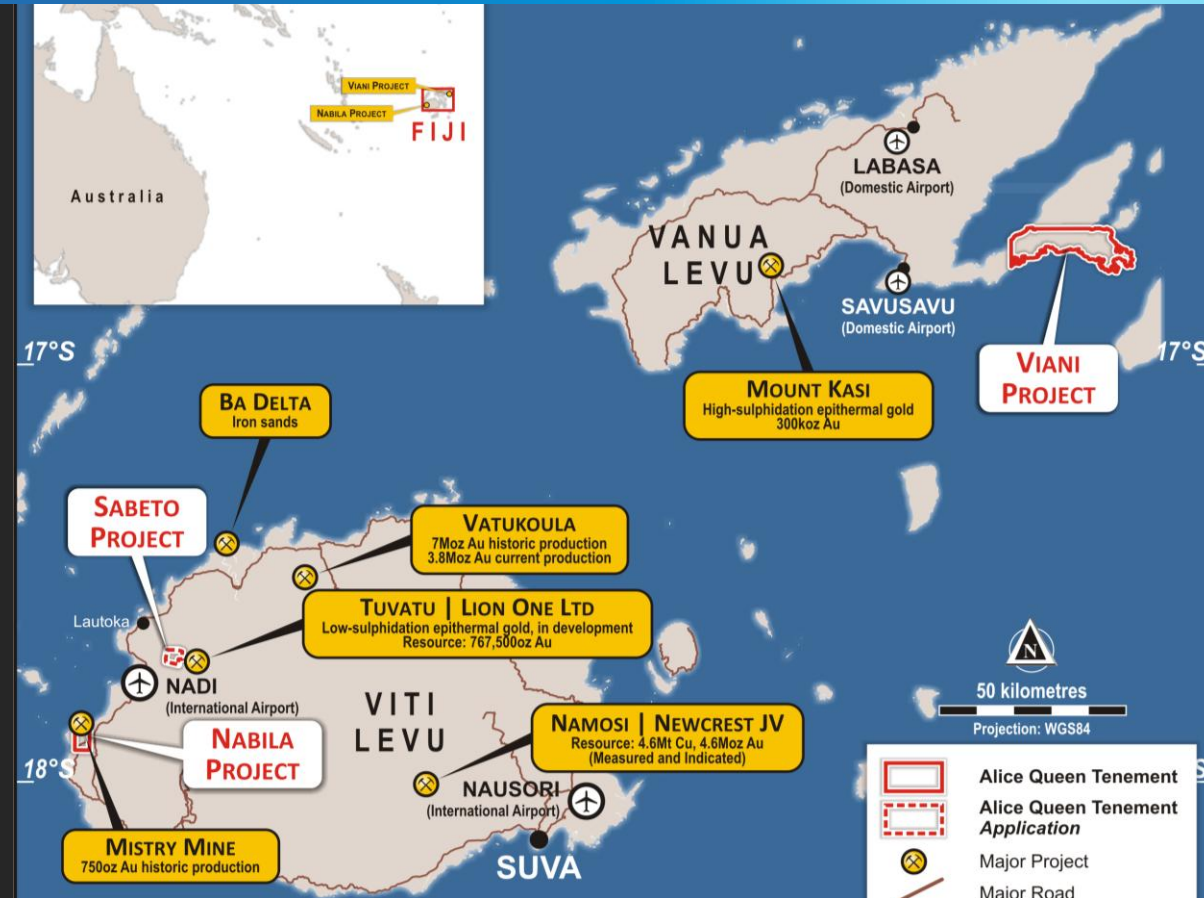 VIANI PROJECT
NABILA PROJECT
FIJI
Australia
LABASA
(Domestic Airport)
VANUA
LEVU
SAVUSAVU
(Domestic Airport)
17°S
17°S
VIANI
PROJECT
MOUNT KASI
High-sulphidation epithermal gold
300koz Au
BA DELTA
Iron sands
SABETO
PROJECT
VATUKOULA
7Moz Au historic production
3.8Moz Au current production
TUVATU | LION ONE LTD
Low-sulphidation epithermal gold, in development
Resource: 767,500oz Au
Lautoka
NADI
(International Airport)
VITI
LEVU
N
50 kilometres
Projection: WGS84
NABILA
PROJECT
NAMOSI | NEWCREST JV
Resource: 4.6Mt Cu, 4.6Moz Au
(Measured and Indicated)
18°S
S
NAUSORI
(International Airport)
MISTRY MINE
750oz Au historic production
SUVA
Alice Queen Tenement
Alice Queen Tenement
Application
Major Project
Major Road